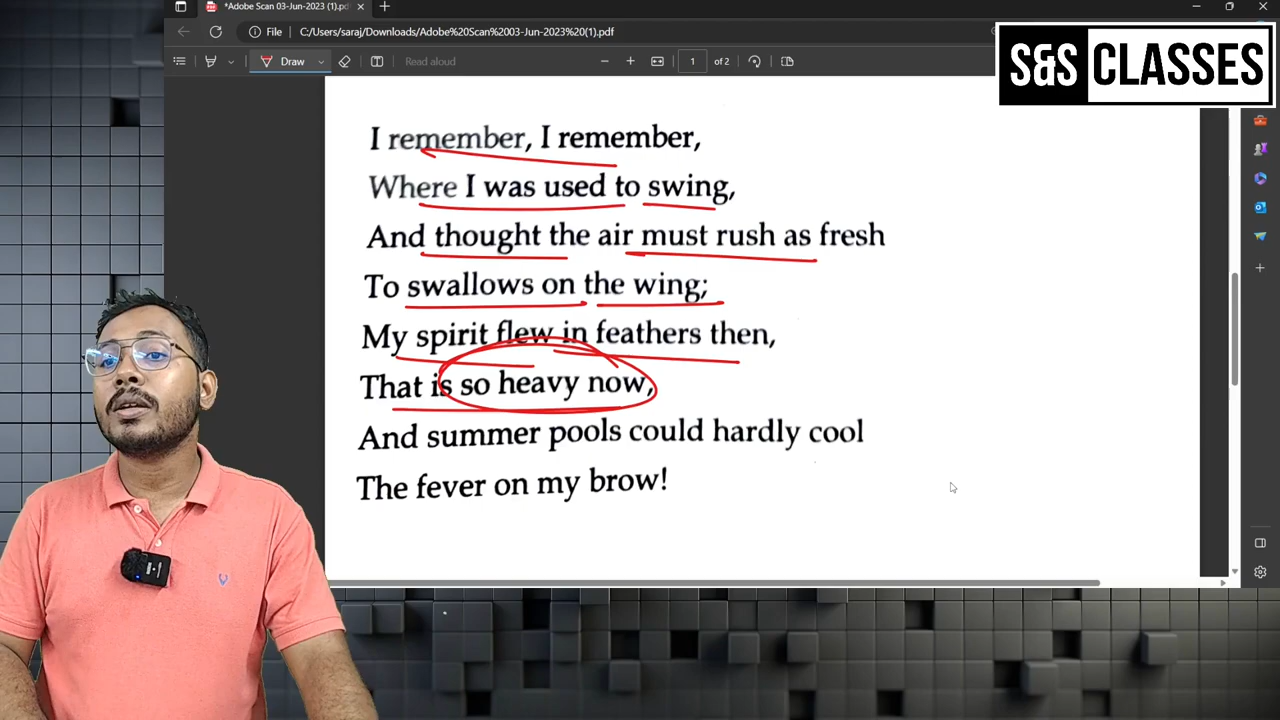 *Adobe Scan 03-Jun-2023 (1).pdf
File C:/Users/saraj/Downloads/Adobe%20Scan%2003-Jun-2023%20(1).pdf
Draw Read aloud 1 of 2
S&S CLASSES
I remember, I remember,
Where I was used to swing,
And thought the air must rush as fresh
To swallows on the wing;
My spirit flew in feathers then,
That is so heavy now,
And summer pools could hardly cool
The fever on my brow!